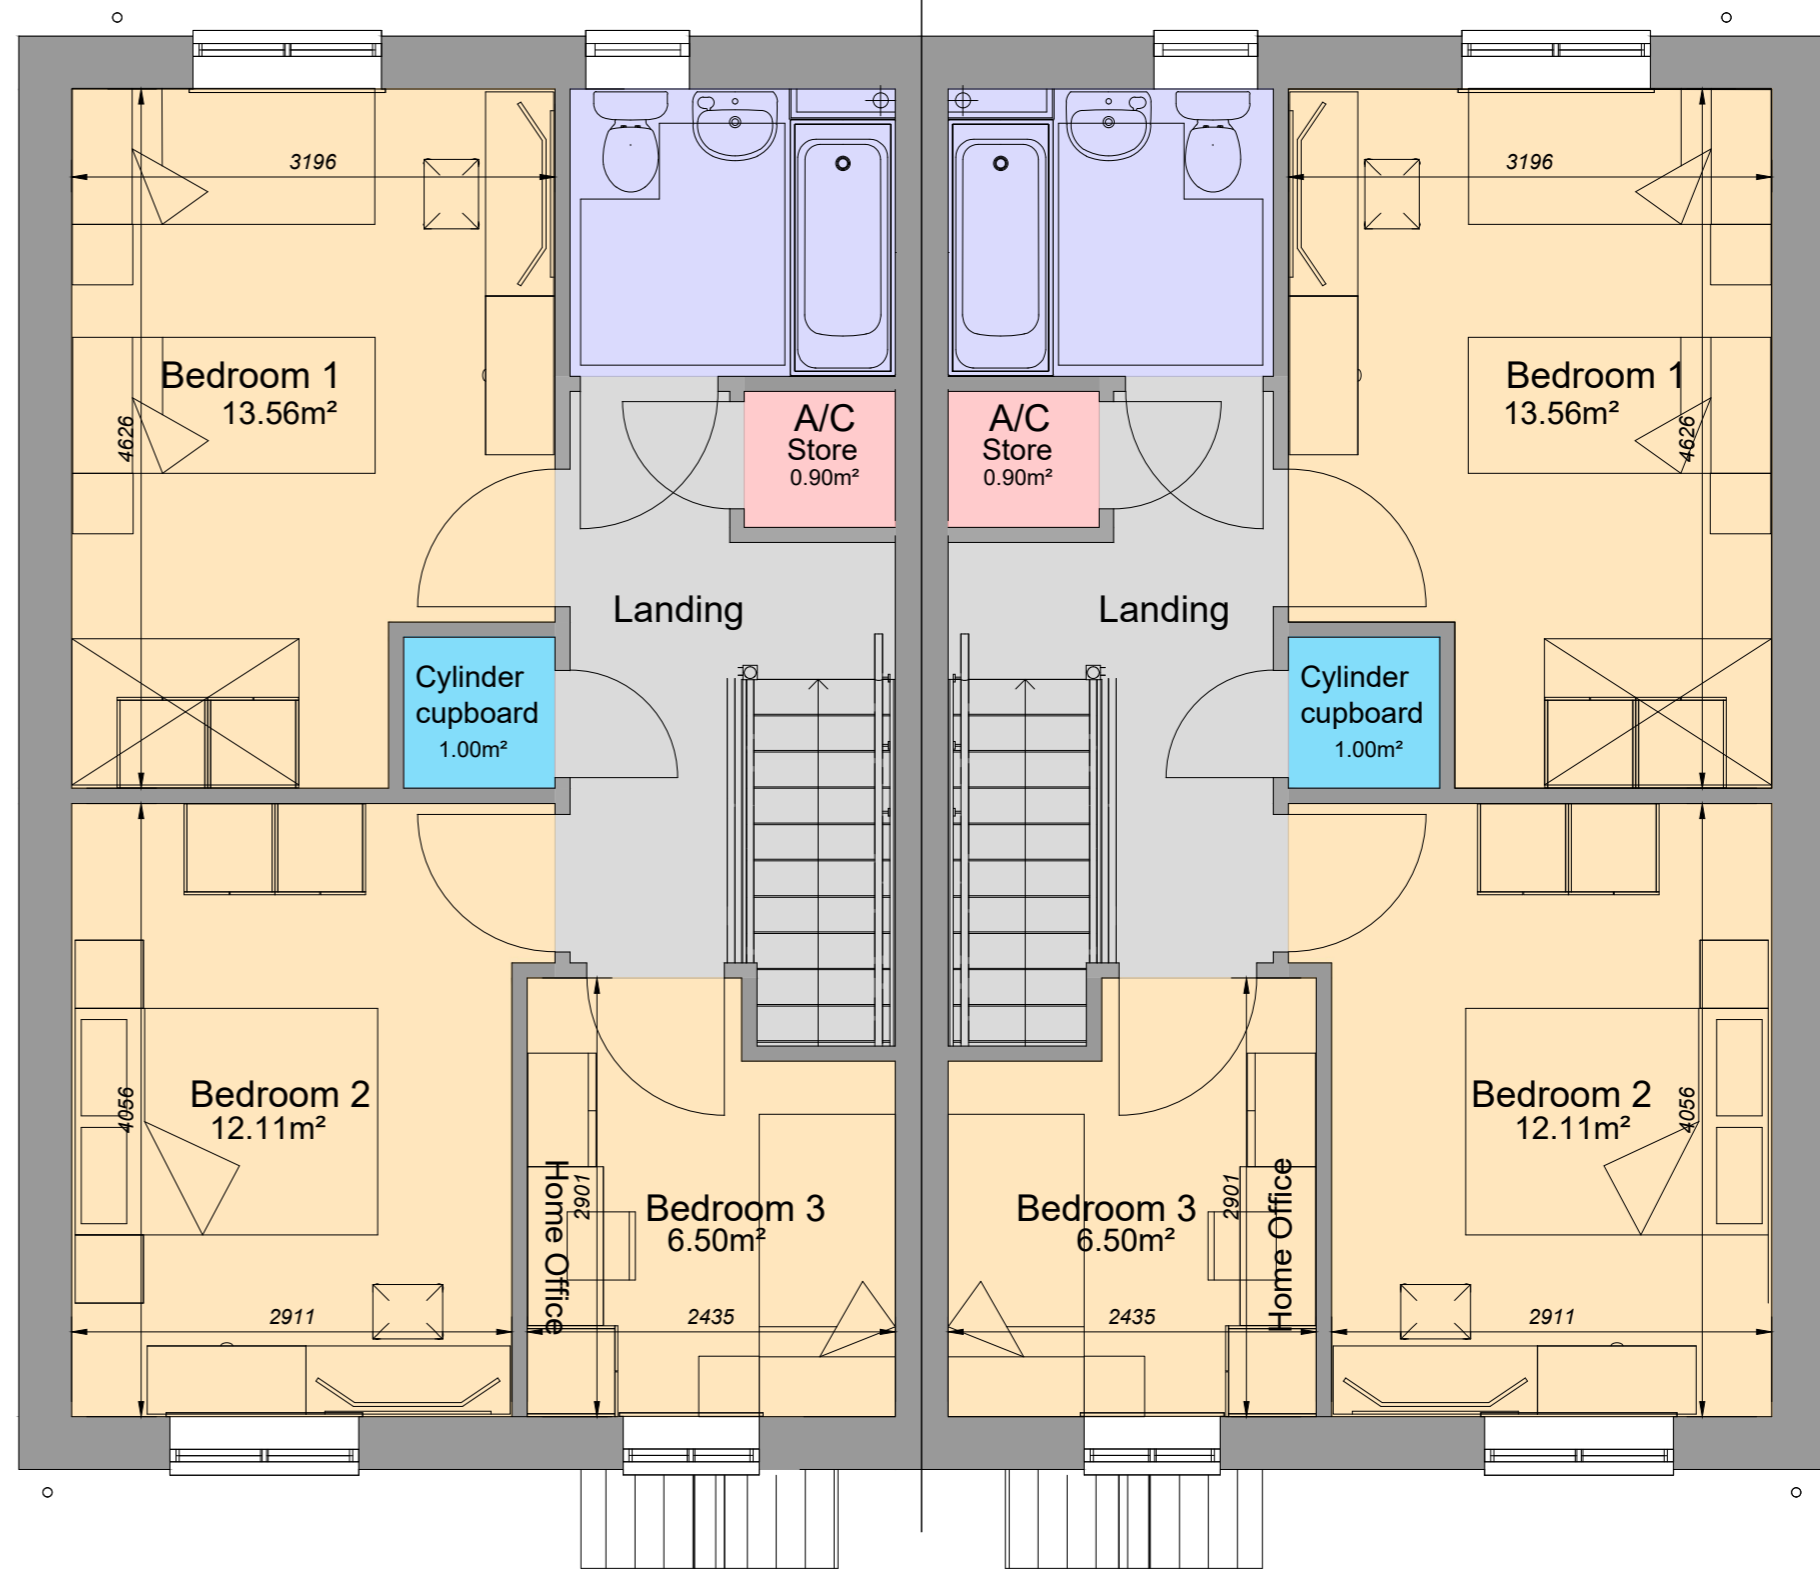 3196
3196
Bedroom 1
13.56m²
4626
A/C
Store
0.90m²
A/C
Store
0.90m²
Bedroom 1
13.56m²
4626
Landing
Landing
Cylinder
cupboard
1.00m²
Cylinder
cupboard
1.00m²
Bedroom 2
12.11m²
4056
Bedroom 2
12.11m²
4056
Home Office
2901
Bedroom 3
6.50m²
Bedroom 3
6.50m²
2901
Home Office
2911
2435
2435
2911